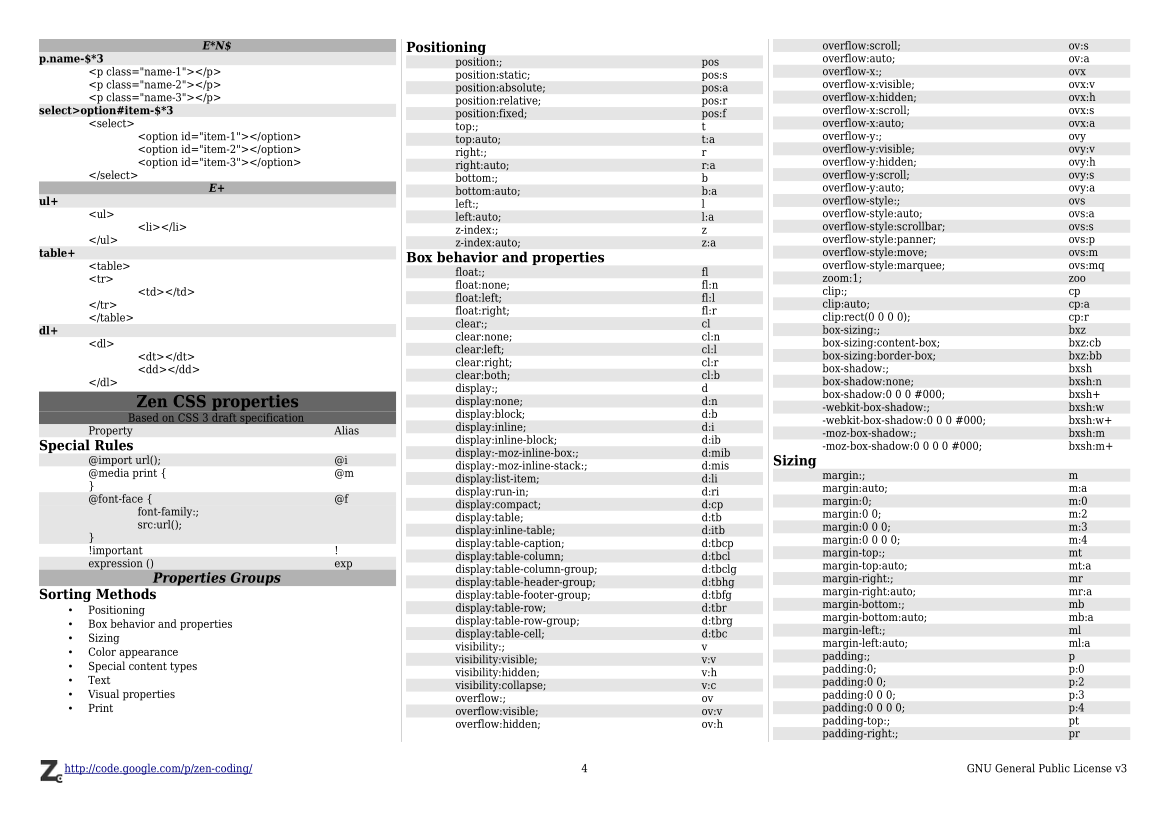 E*N$
p.name-$*3
<p class="name-1"></p>
<p class="name-2"></p>
<p class="name-3"></p>
select>option#item-$*3
<select>
<option id="item-1"></option>
<option id="item-2"></option>
<option id="item-3"></option>
</select>
E+
ul+
<ul>
<li></li>
</ul>
table+
<table>
<tr>
<td></td>
</tr>
</table>
dl+
<dl>
<dt></dt>
<dd></dd>
</dl>
Zen CSS properties
Based on CSS 3 draft specification
Property Alias
Special Rules
@import url(); @i
@media print { @m
}
@font-face { @f
font-family:;
src:url();
}
!important !
expression () exp
Properties Groups
Sorting Methods
• Positioning
• Box behavior and properties
• Sizing
• Color appearance
• Special content types
• Text
• Visual properties
• Print
Positioning
position:; pos
position:static; pos:s
position:absolute; pos:a
position:relative; pos:r
position:fixed; pos:f
top:; t
top:auto; t:a
right:; r
right:auto; r:a
bottom:; b
bottom:auto; b:a
left:; l
left:auto; l:a
z-index:; z
z-index:auto; z:a
Box behavior and properties
float:; fl
float:none; fl:n
float:left; fl:l
float:right; fl:r
clear:; cl
clear:none; cl:n
clear:left; cl:l
clear:right; cl:r
clear:both; cl:b
display:; d
display:none; d:n
display:block; d:b
display:inline; d:i
display:inline-block; d:ib
display:-moz-inline-box:; d:mib
display:-moz-inline-stack:; d:mis
display:list-item; d:li
display:run-in; d:ri
display:compact; d:cp
display:table; d:tb
display:inline-table; d:itb
display:table-caption; d:tbcp
display:table-column; d:tbcl
display:table-column-group; d:tbclg
display:table-header-group; d:tbhg
display:table-footer-group; d:tbfg
display:table-row; d:tbr
display:table-row-group; d:tbrg
display:table-cell; d:tbc
visibility:; v
visibility:visible; v:v
visibility:hidden; v:h
visibility:collapse; v:c
overflow:; ov
overflow:visible; ov:v
overflow:hidden; ov:h
overflow:scroll; ov:s
overflow:auto; ov:a
overflow-x:; ovx
overflow-x:visible; ovx:v
overflow-x:hidden; ovx:h
overflow-x:scroll; ovx:s
overflow-x:auto; ovx:a
overflow-y:; ovy
overflow-y:visible; ovy:v
overflow-y:hidden; ovy:h
overflow-y:scroll; ovy:s
overflow-y:auto; ovy:a
overflow-style:; ovs
overflow-style:auto; ovs:a
overflow-style:scrollbar; ovs:s
overflow-style:panner; ovs:p
overflow-style:move; ovs:m
overflow-style:marquee; ovs:mq
zoom:1; zoo
clip:; cp
clip:auto; cp:a
clip:rect(0 0 0 0); cp:r
box-sizing:; bxz
box-sizing:content-box; bxz:cb
box-sizing:border-box; bxz:bb
box-shadow:; bxsh
box-shadow:none; bxsh:n
box-shadow:0 0 0 #000; bxsh+
-webkit-box-shadow:; bxsh:w
-webkit-box-shadow:0 0 0 #000; bxsh:w+
-moz-box-shadow:; bxsh:m
-moz-box-shadow:0 0 0 0 #000; bxsh:m+
Sizing
margin:; m
margin:auto; m:a
margin:0; m:0
margin:0 0; m:2
margin:0 0 0; m:3
margin:0 0 0 0; m:4
margin-top:; mt
margin-top:auto; mt:a
margin-right:; mr
margin-right:auto; mr:a
margin-bottom:; mb
margin-bottom:auto; mb:a
margin-left:; ml
margin-left:auto; ml:a
padding:; p
padding:0; p:0
padding:0 0; p:2
padding:0 0 0; p:3
padding:0 0 0 0; p:4
padding-top:; pt
padding-right:; pr
Zc http://code.google.com/p/zen-coding/ 4 GNU General Public License v3